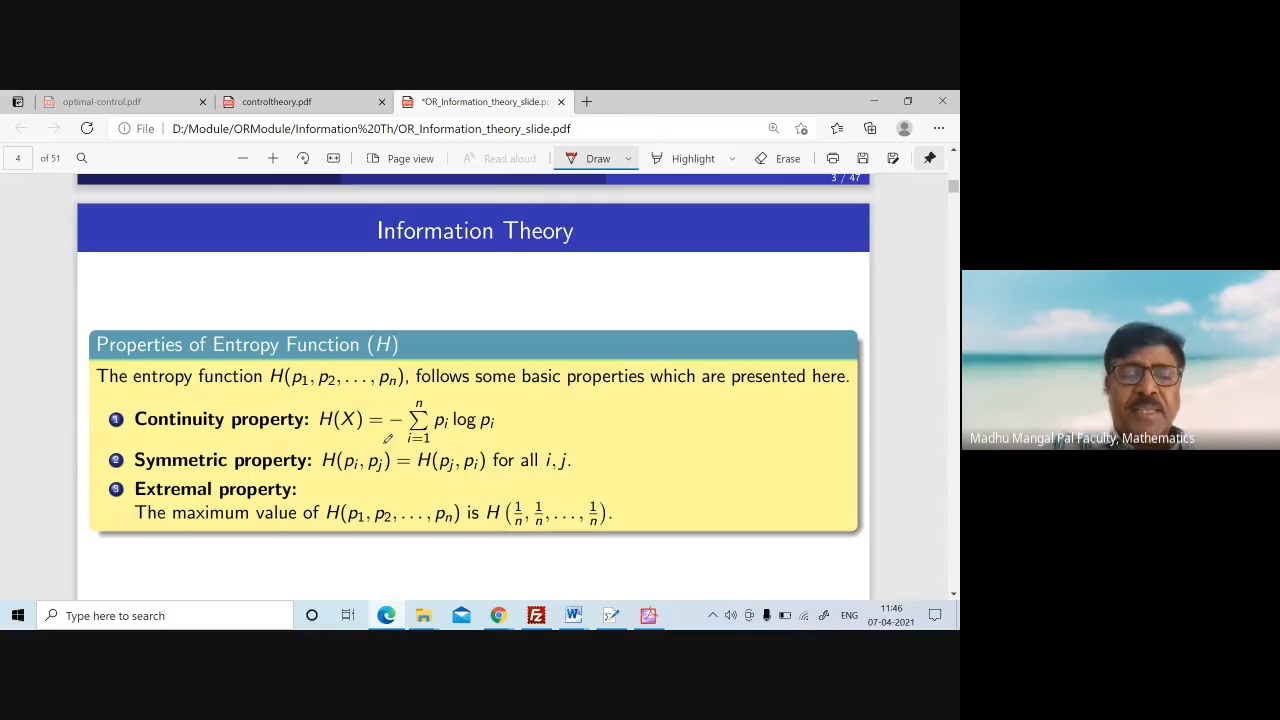 optimal-control.pdf
controltheory.pdf
*OR_Information_theory_slide.pd
File
D:/Module/ORModule/Information%20Th/OR_Information_theory_slide.pdf
4 of 51
Page view
Read aloud
Draw
Highlight
Erase
3 / 47
Information Theory
Properties of Entropy Function (H)
The entropy function H(p₁, p₂, . . . , pₙ), follows some basic properties which are presented here.
1 Continuity property: H(X) = − ∑ⁿᵢ₌₁ pᵢ log pᵢ
2 Symmetric property: H(pᵢ, pⱼ) = H(pⱼ, pᵢ) for all i, j.
3 Extremal property:
The maximum value of H(p₁, p₂, . . . , pₙ) is H (1/n, 1/n, . . . , 1/n).
Madhu Mangal Pal Faculty, Mathematics
Type here to search
ENG
11:46
07-04-2021